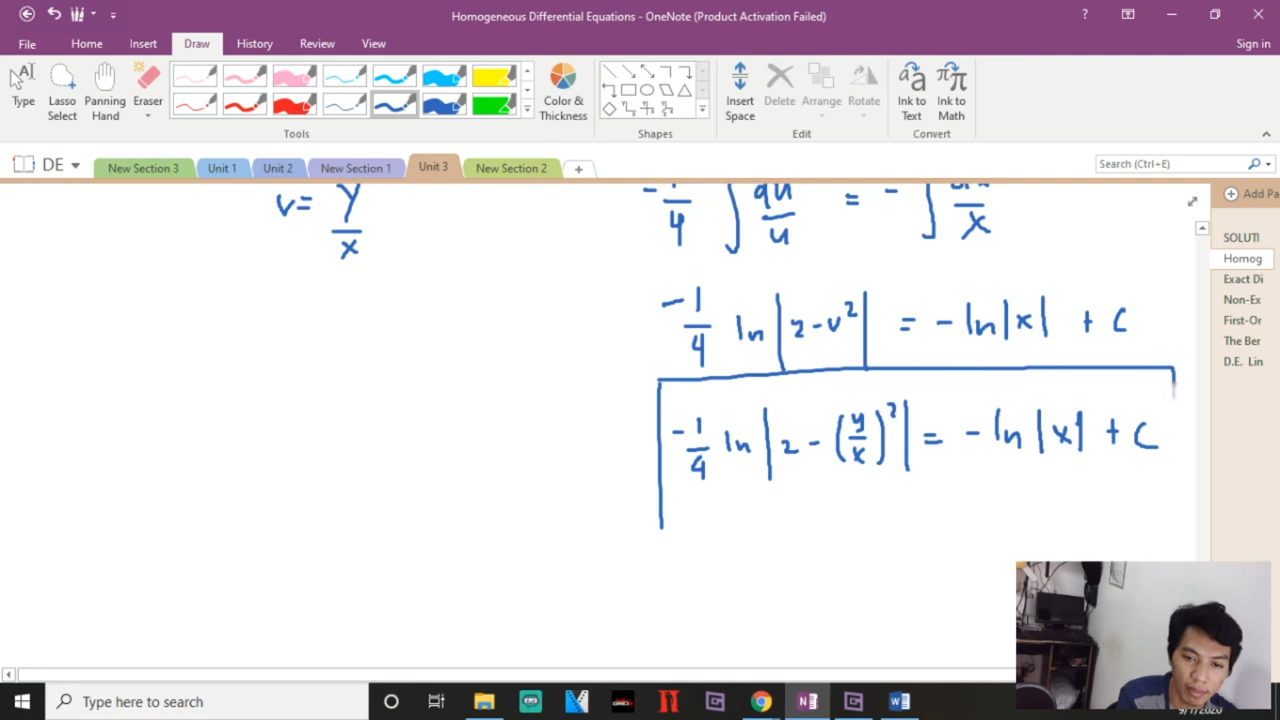 Homogeneous Differential Equations - OneNote (Product Activation Failed)
File Home Insert Draw History Review View Sign in
Type
Lasso Select
Panning Hand
Eraser
Color & Thickness
Insert Space
Delete
Arrange
Rotate
Ink to Text
Ink to Math
Tools Shapes Edit Convert
DE New Section 3 Unit 1 Unit 2 New Section 1 Unit 3 New Section 2 Search (Ctrl+E)
Add Pa
SOLUTI
Homog
Exact Di
Non-Ex
First-Or
The Ber
D.E. Lin
v = y/x
-1/4 ∫ du/u = - ∫ dx/x
-1/4 ln|2-v²| = -ln|x| + C
-1/4 ln|2-(y/x)²| = -ln|x| + C
Type here to search
9/7/2020